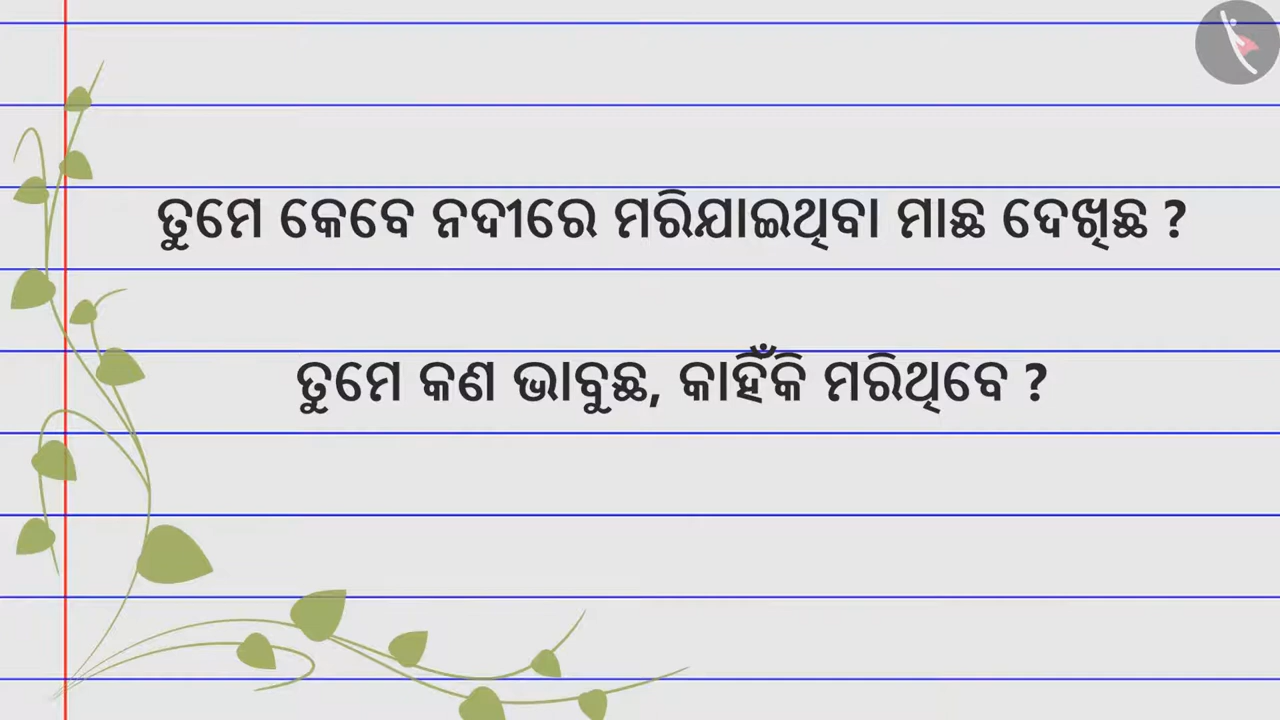 ତୁମେ କେବେ ନଦୀରେ ମରିଯାଇଥିବା ମାଛ ଦେଖିଛ ?
ତୁମେ କଣ ଭାବୁଛ, କାହିଁକି ମରିଥିବେ ?